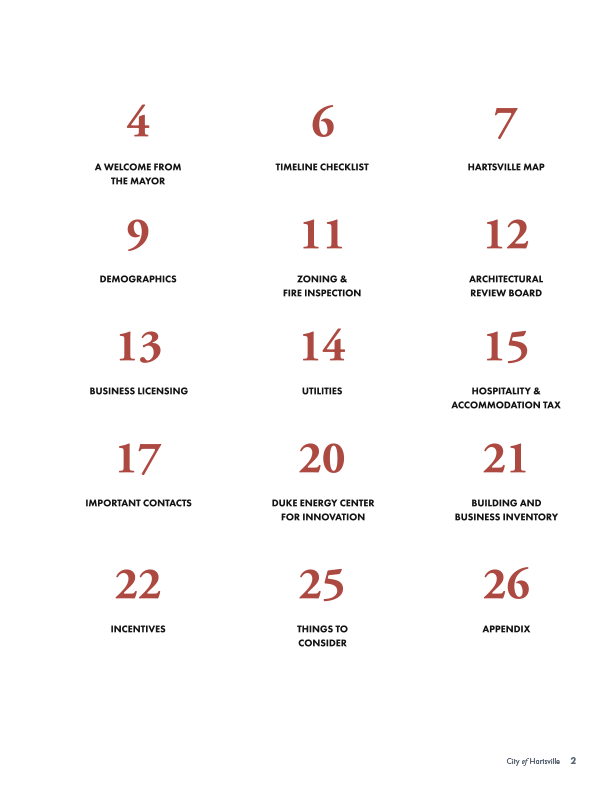 4
A WELCOME FROM
THE MAYOR
6
TIMELINE CHECKLIST
7
HARTSVILLE MAP
9
DEMOGRAPHICS
11
ZONING &
FIRE INSPECTION
12
ARCHITECTURAL
REVIEW BOARD
13
BUSINESS LICENSING
14
UTILITIES
15
HOSPITALITY &
ACCOMMODATION TAX
17
IMPORTANT CONTACTS
20
DUKE ENERGY CENTER
FOR INNOVATION
21
BUILDING AND
BUSINESS INVENTORY
22
INCENTIVES
25
THINGS TO
CONSIDER
26
APPENDIX
City of Hartsville 2